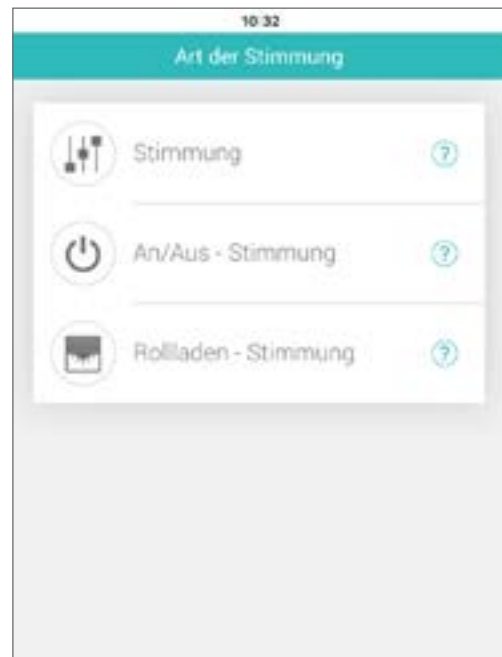 10:32
Art der Stimmung
Stimmung
?
An/Aus - Stimmung
?
Rollladen - Stimmung
?